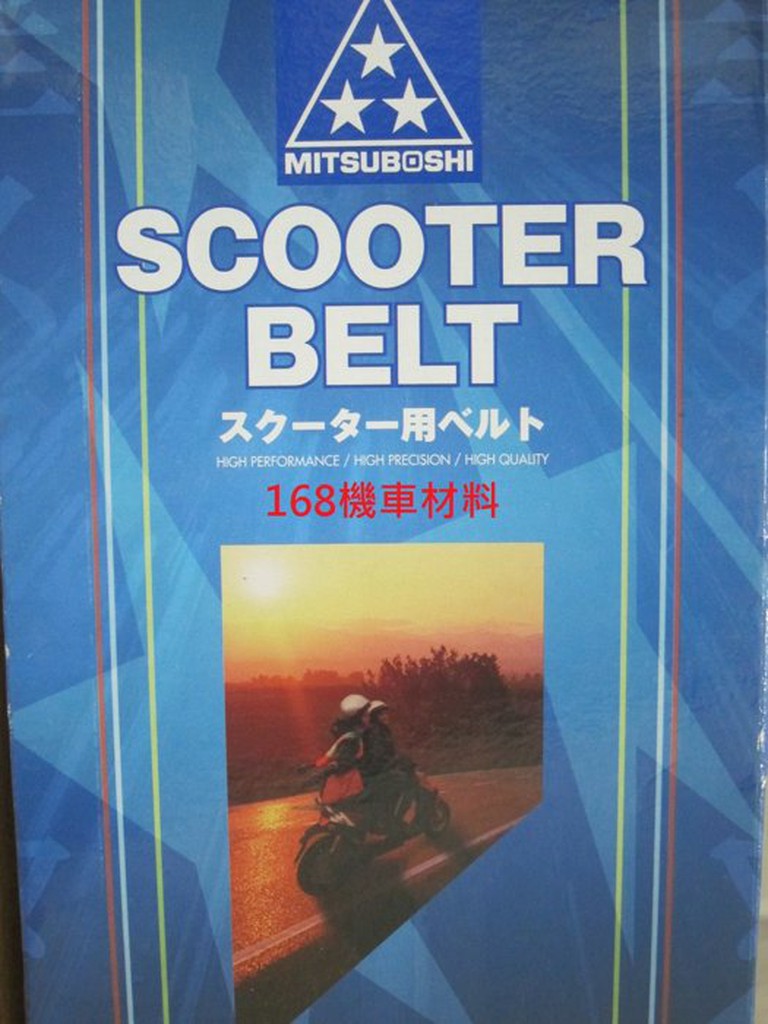 MITSUBOSHI
SCOOTER
BELT
スクーター用ベルト
HIGH PERFORMANCE / HIGH PRECISION / HIGH QUALITY
168機車材料